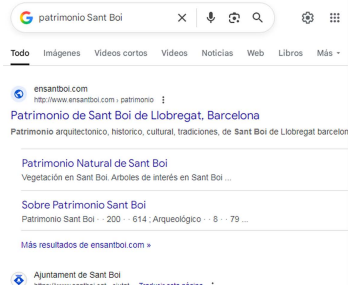 patrimonio Sant Boi
Todo Imágenes Videos cortos Videos Noticias Web Libros Más
ensantboi.com
http://www.ensantboi.com › patrimonio
Patrimonio de Sant Boi de Llobregat, Barcelona
Patrimonio arquitectonico, historico, cultural, tradiciones, de Sant Boi de Llobregat barcelon
Patrimonio Natural de Sant Boi
Vegetación en Sant Boi. Arboles de interés en Sant Boi ...
Sobre Patrimonio Sant Boi
Patrimonio Sant Boi · · 200 · · 614 ; Arqueológico · · 8 · · 79 ...
Más resultados de ensantboi.com »
Ajuntament de Sant Boi